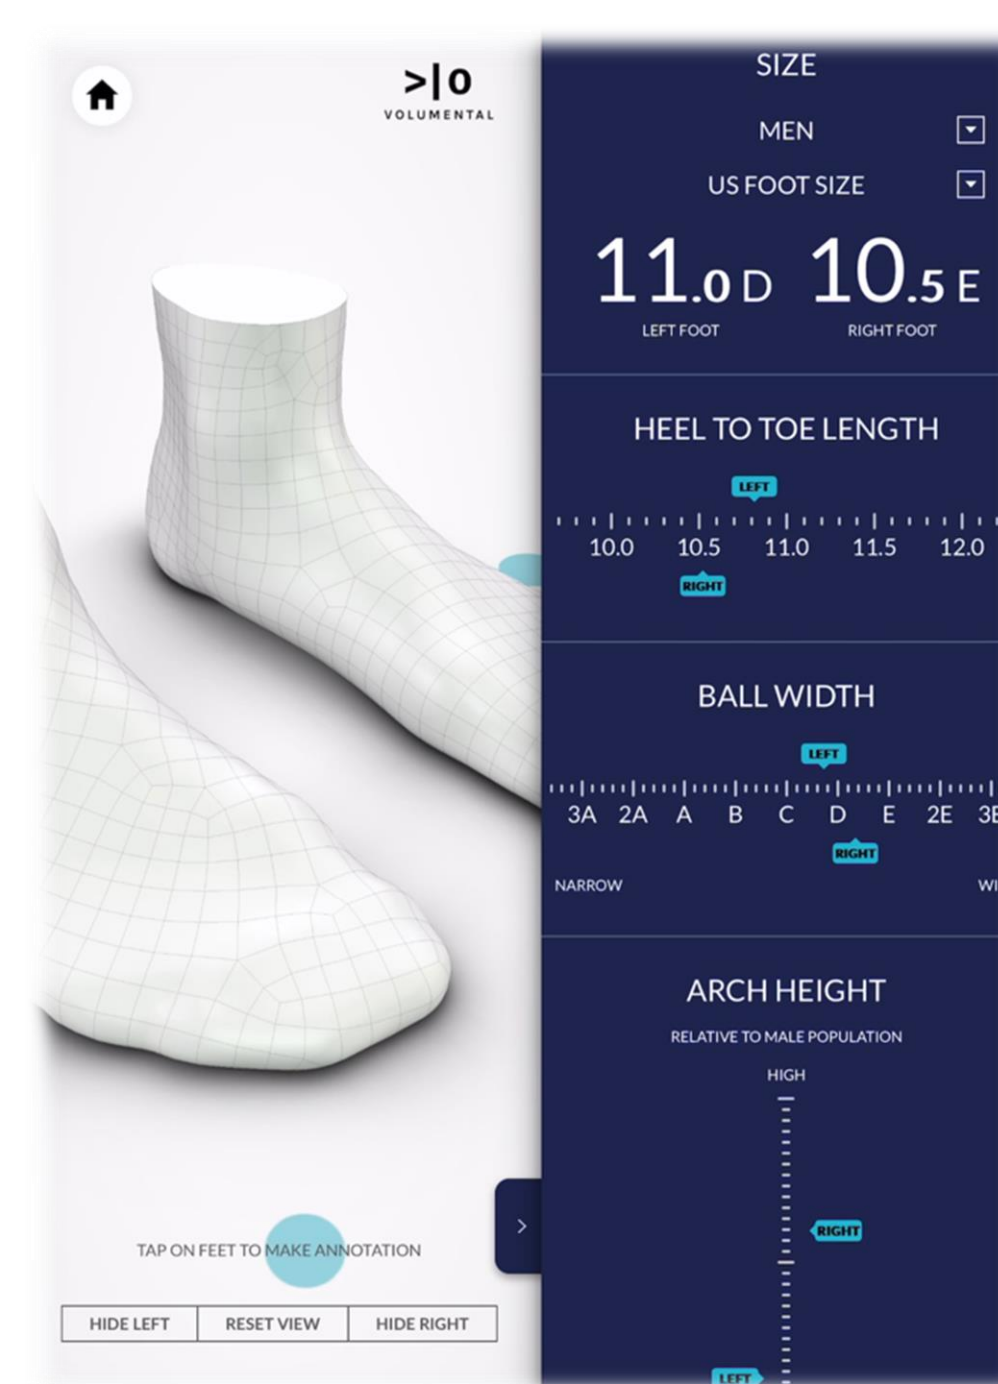 >|0
VOLUMENTAL
TAP ON FEET TO MAKE ANNOTATION
HIDE LEFT RESET VIEW HIDE RIGHT
SIZE
MEN
US FOOT SIZE
11.0 D 10.5 E
LEFT FOOT RIGHT FOOT
HEEL TO TOE LENGTH
LEFT
10.0 10.5 11.0 11.5 12.0
RIGHT
BALL WIDTH
LEFT
3A 2A A B C D E 2E 3E
RIGHT
NARROW WI
ARCH HEIGHT
RELATIVE TO MALE POPULATION
HIGH
RIGHT
LEFT